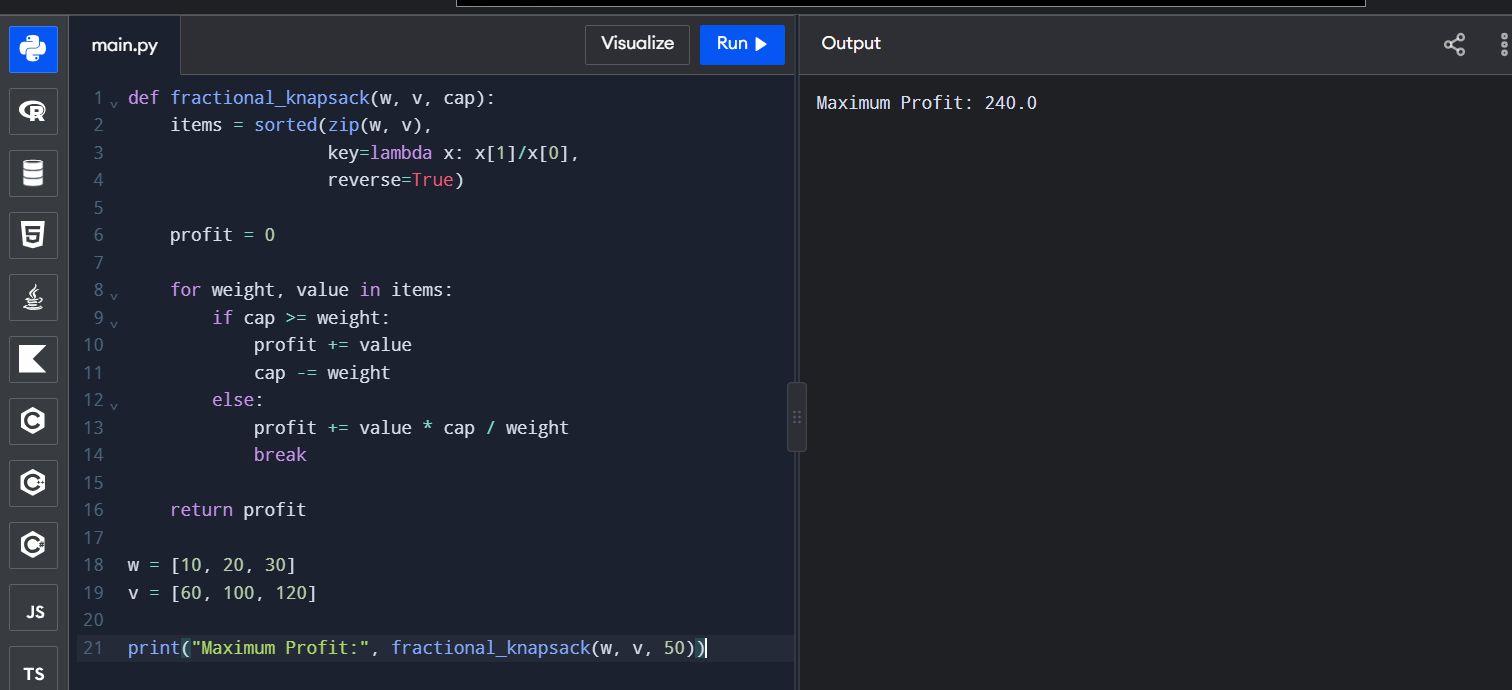 main.py
Visualize
Run
Output
1 def fractional_knapsack(w, v, cap):
2     items = sorted(zip(w, v),
3                    key=lambda x: x[1]/x[0],
4                    reverse=True)
5
6     profit = 0
7
8     for weight, value in items:
9         if cap >= weight:
10             profit += value
11             cap -= weight
12         else:
13             profit += value * cap / weight
14             break
15
16     return profit
17
18 w = [10, 20, 30]
19 v = [60, 100, 120]
20
21 print("Maximum Profit:", fractional_knapsack(w, v, 50))
Maximum Profit: 240.0
R
5
C
C++
C#
JS
TS